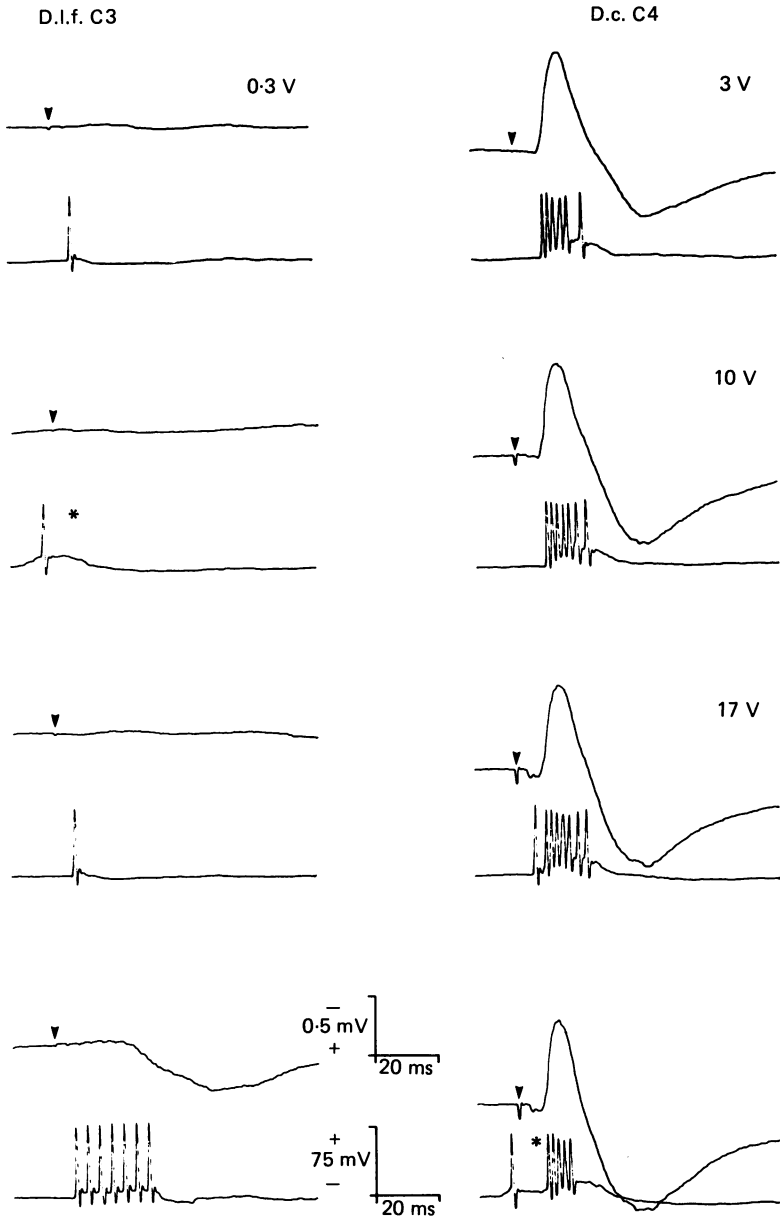 D.l.f. C3
D.c. C4
0·3 V
3 V
10 V
*
17 V
−
0·5 mV
+
20 ms
+
75 mV
−
20 ms
*